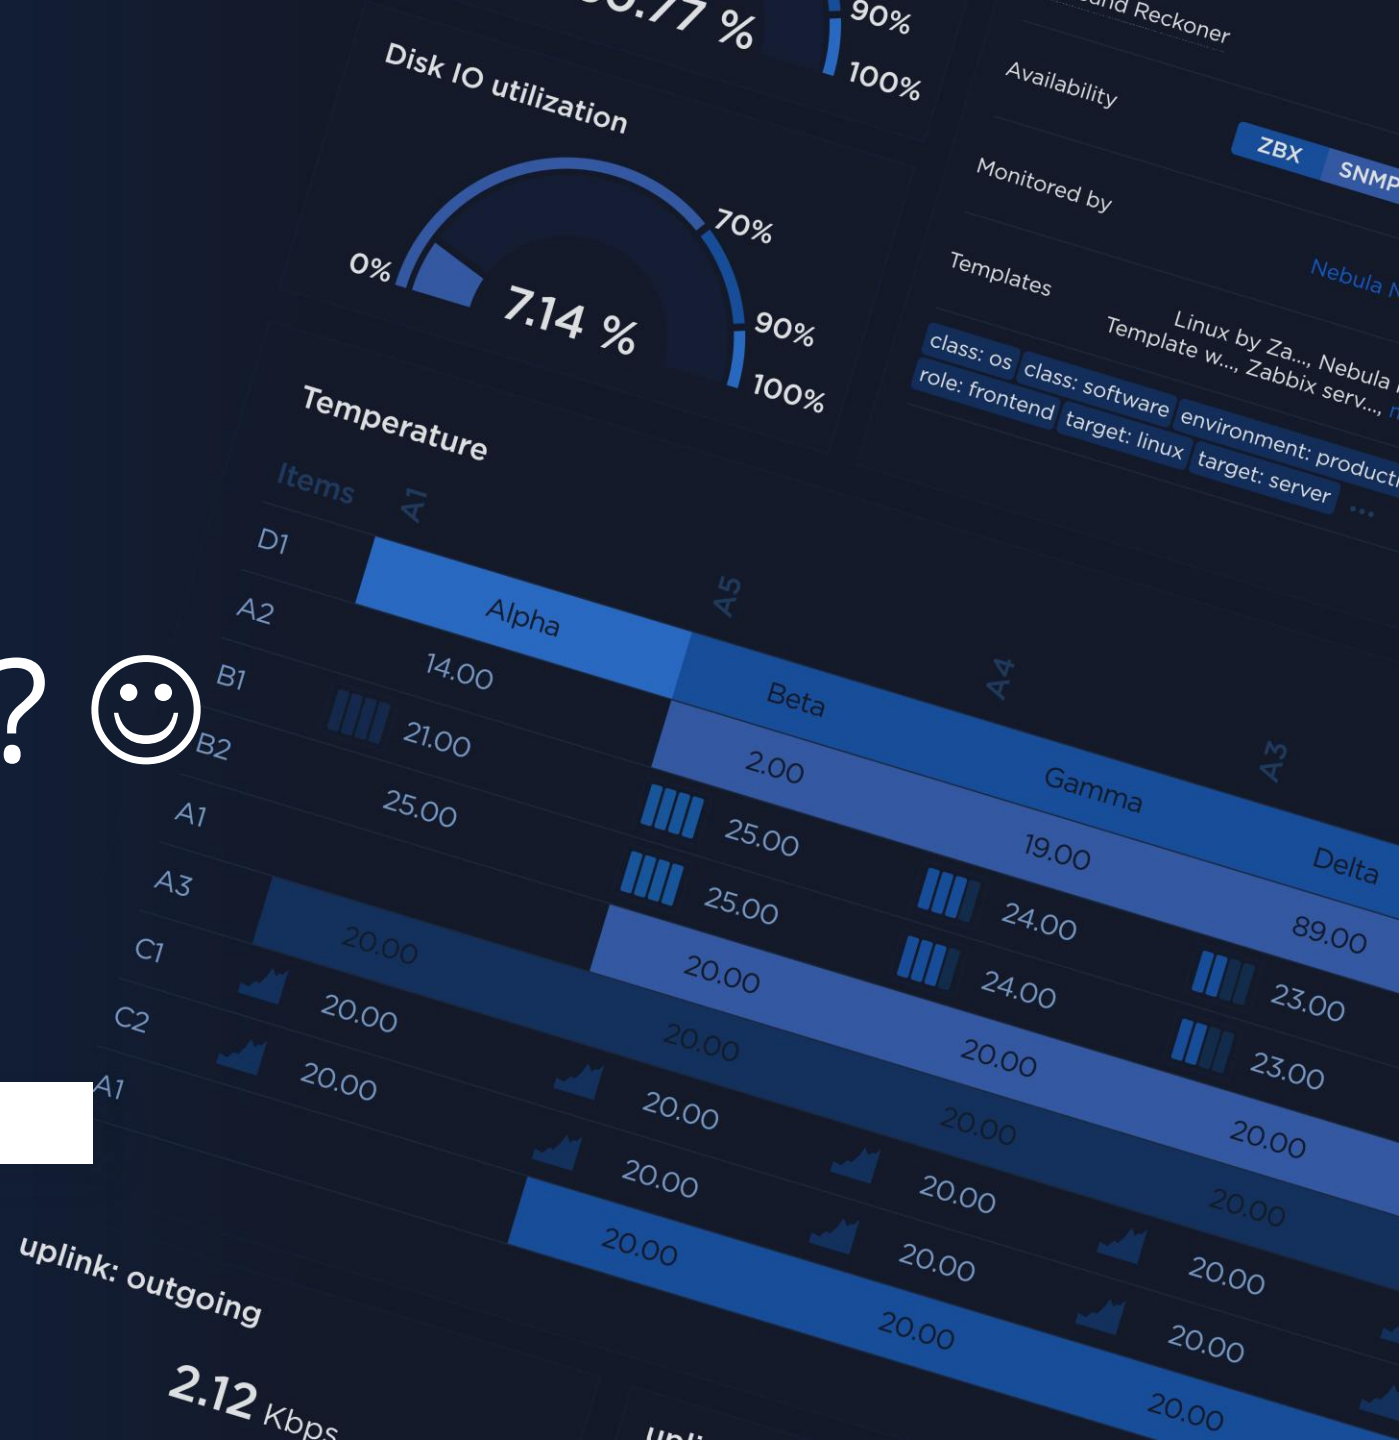 .77 %
90%
100%
Disk IO utilization
0%
70%
90%
100%
7.14 %
Reckoner
Availability
ZBX SNMP
Monitored by
Nebula
Templates
Linux by Za..., Nebula
Template w..., Zabbix serv...,
class: os class: software environment: producti
role: frontend target: linux target: server ...
Temperature
Items A1 A5 A4 A3
D1 Alpha Beta Gamma Delta
A2 14.00 2.00 19.00 89.00
B1 21.00 25.00 24.00 23.00
B2 25.00 25.00 24.00 23.00
A1 20.00 20.00 20.00
A3 20.00 20.00 20.00 20.00
C1 20.00 20.00 20.00 20.00
C2 20.00 20.00 20.00 20.00
A1 20.00 20.00 20.00
? ☺
uplink: outgoing
2.12 Kbps